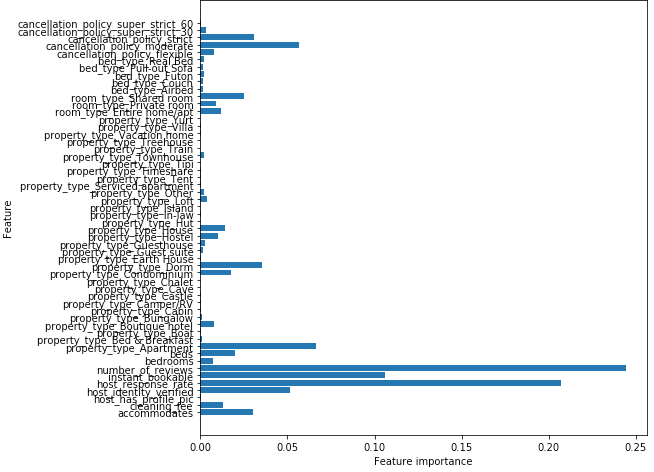 cancellation_policy_super_strict_60
cancellation_policy_super_strict_30
cancellation_policy_strict
cancellation_policy_moderate
cancellation_policy_flexible
bed_type_Real Bed
bed_type_Pull-out Sofa
bed_type_Futon
bed_type_Couch
bed_type_Airbed
room_type_Shared room
room_type_Private room
room_type_Entire home/apt
property_type_Yurt
property_type_Villa
property_type_Vacation home
property_type_Treehouse
property_type_Train
property_type_Townhouse
property_type_Tipi
property_type_Timeshare
property_type_Tent
property_type_Serviced apartment
property_type_Other
property_type_Loft
property_type_Island
property_type_In-law
property_type_Hut
property_type_House
property_type_Hostel
property_type_Guesthouse
property_type_Guest suite
property_type_Earth House
property_type_Dorm
property_type_Condominium
property_type_Chalet
property_type_Cave
property_type_Castle
property_type_Camper/RV
property_type_Cabin
property_type_Bungalow
property_type_Boutique hotel
property_type_Boat
property_type_Bed & Breakfast
property_type_Apartment
beds
bedrooms
number_of_reviews
instant_bookable
host_response_rate
host_identity_verified
host_has_profile_pic
cleaning_fee
accommodates
Feature
0.00 0.05 0.10 0.15 0.20 0.25
Feature importance